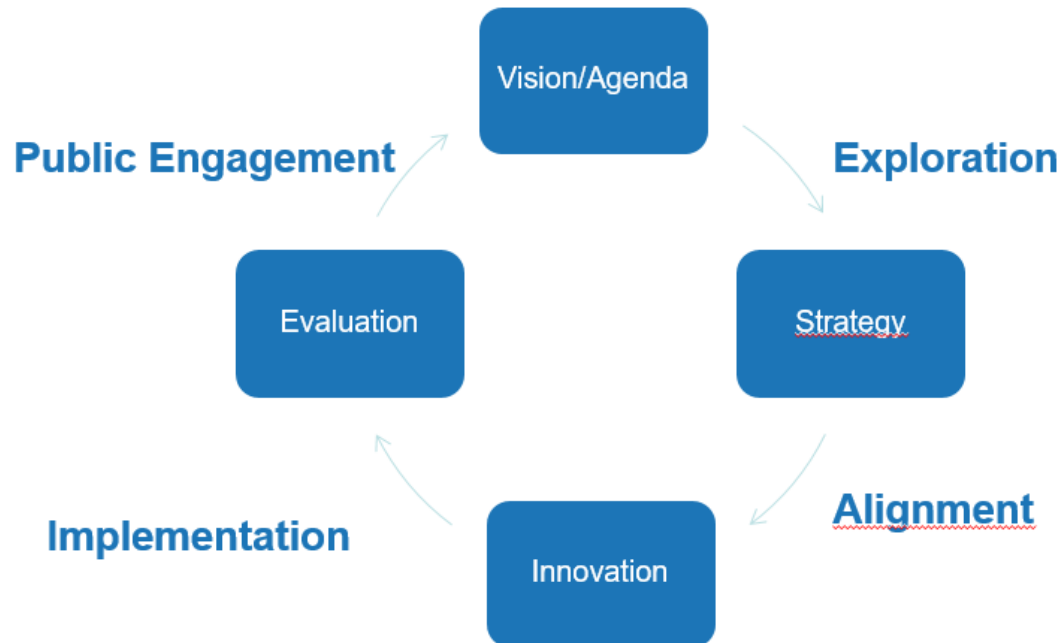 Vision/Agenda
Public Engagement
Exploration
Evaluation
Strategy
Implementation
Alignment
Innovation